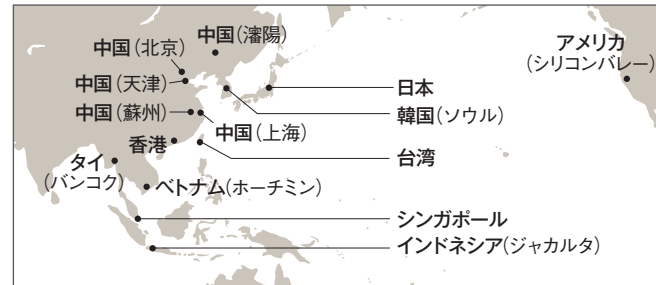 中国（瀋陽）
中国（北京）
アメリカ
（シリコンバレー）
中国（天津）
日本
中国（蘇州）
韓国（ソウル）
中国（上海）
香港
台湾
タイ
（バンコク）
ベトナム（ホーチミン）
シンガポール
インドネシア（ジャカルタ）